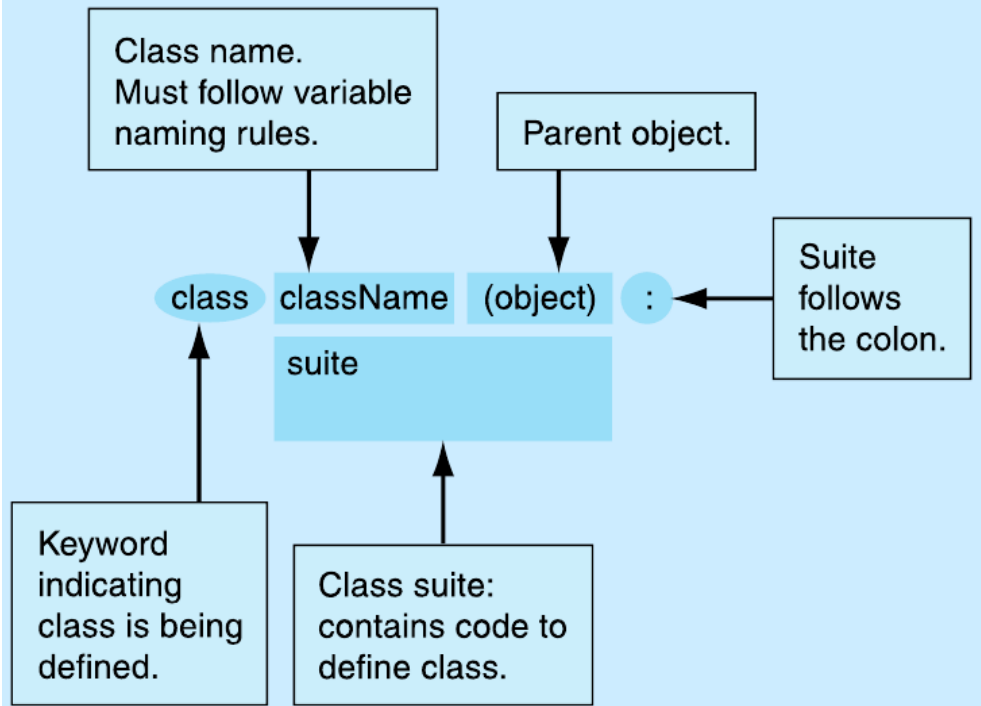 Class name.
Must follow variable
naming rules.
Parent object.
class className (object) :
Suite
follows
the colon.
suite
Keyword
indicating
class is being
defined.
Class suite:
contains code to
define class.